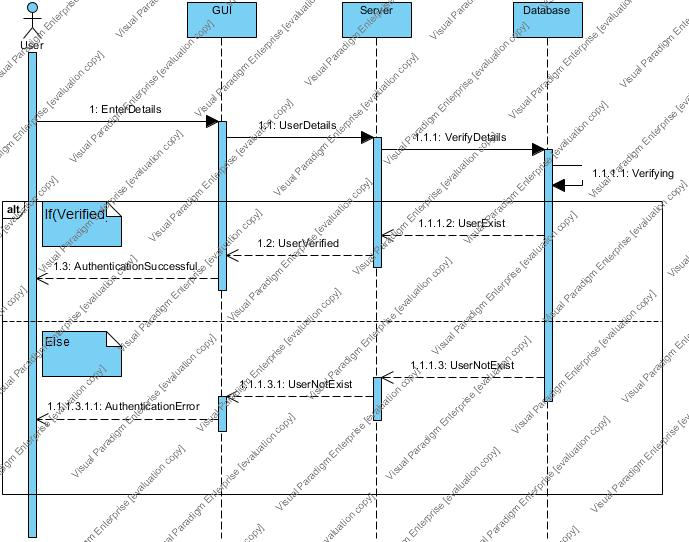 GUI
Server
Database
User
1: EnterDetails
1.1: UserDetails
1.1.1: VerifyDetails
1.1.1.1: Verifying
alt
If(Verified
1.1.1.2: UserExist
1.2: UserVerified
1.3: AuthenticationSuccessful
Else
1.1.1.3: UserNotExist
1.1.1.3.1: UserNotExist
1.1.1.3.1.1: AuthenticationError
Visual Paradigm Enterprise [evaluation copy]